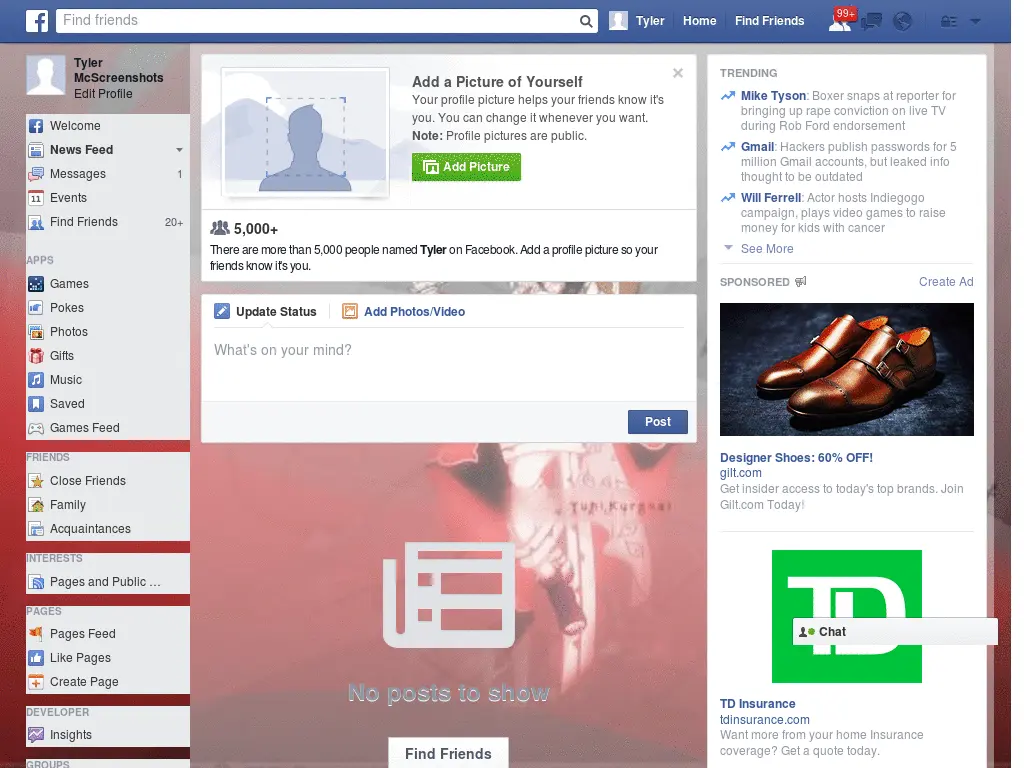 Find friends
Tyler
Home
Find Friends
99+
Tyler
McScreenshots
Edit Profile
Welcome
News Feed
Messages 1
11 Events
Find Friends 20+
APPS
Games
Pokes
Photos
Gifts
Music
Saved
Games Feed
FRIENDS
Close Friends
Family
Acquaintances
INTERESTS
Pages and Public ...
PAGES
Pages Feed
Like Pages
Create Page
DEVELOPER
Insights
GROUPS
Add a Picture of Yourself
Your profile picture helps your friends know it's
you. You can change it whenever you want.
Note: Profile pictures are public.
Add Picture
5,000+
There are more than 5,000 people named Tyler on Facebook. Add a profile picture so your
friends know it's you.
Update Status
Add Photos/Video
What's on your mind?
Post
No posts to show
Find Friends
TRENDING
Mike Tyson: Boxer snaps at reporter for
bringing up rape conviction on live TV
during Rob Ford endorsement
Gmail: Hackers publish passwords for 5
million Gmail accounts, but leaked info
thought to be outdated
Will Ferrell: Actor hosts Indiegogo
campaign, plays video games to raise
money for kids with cancer
See More
SPONSORED
Create Ad
Designer Shoes: 60% OFF!
gilt.com
Get insider access to today's top brands. Join
Gilt.com Today!
TD
Chat
TD Insurance
tdinsurance.com
Want more from your home Insurance
coverage? Get a quote today.